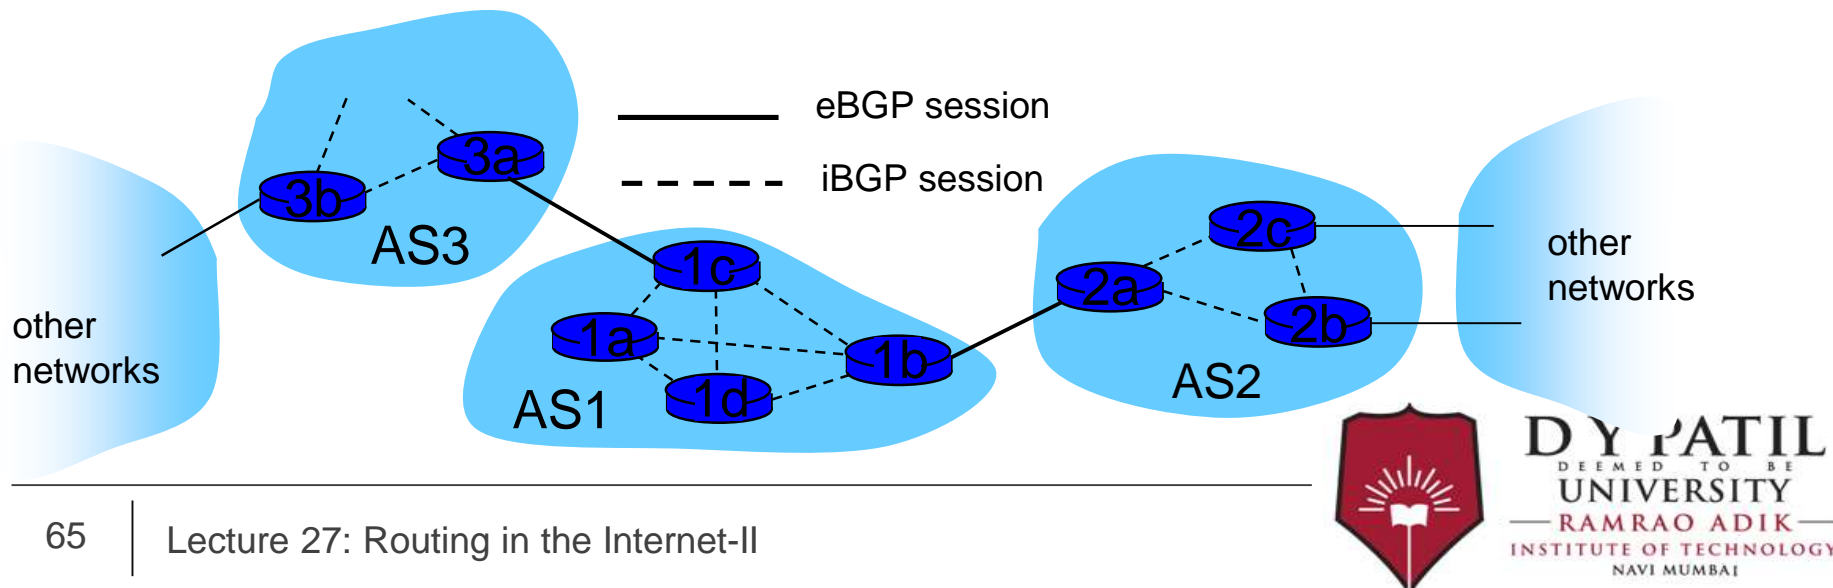 eBGP session
iBGP session
3a
3b
AS3
1c
1a
1b
1d
AS1
2c
2a
2b
AS2
other
networks
other
networks
D Y PATIL
DEEMED TO BE
UNIVERSITY
RAMRAO ADIK
INSTITUTE OF TECHNOLOGY
NAVI MUMBAI
65
Lecture 27: Routing in the Internet-II